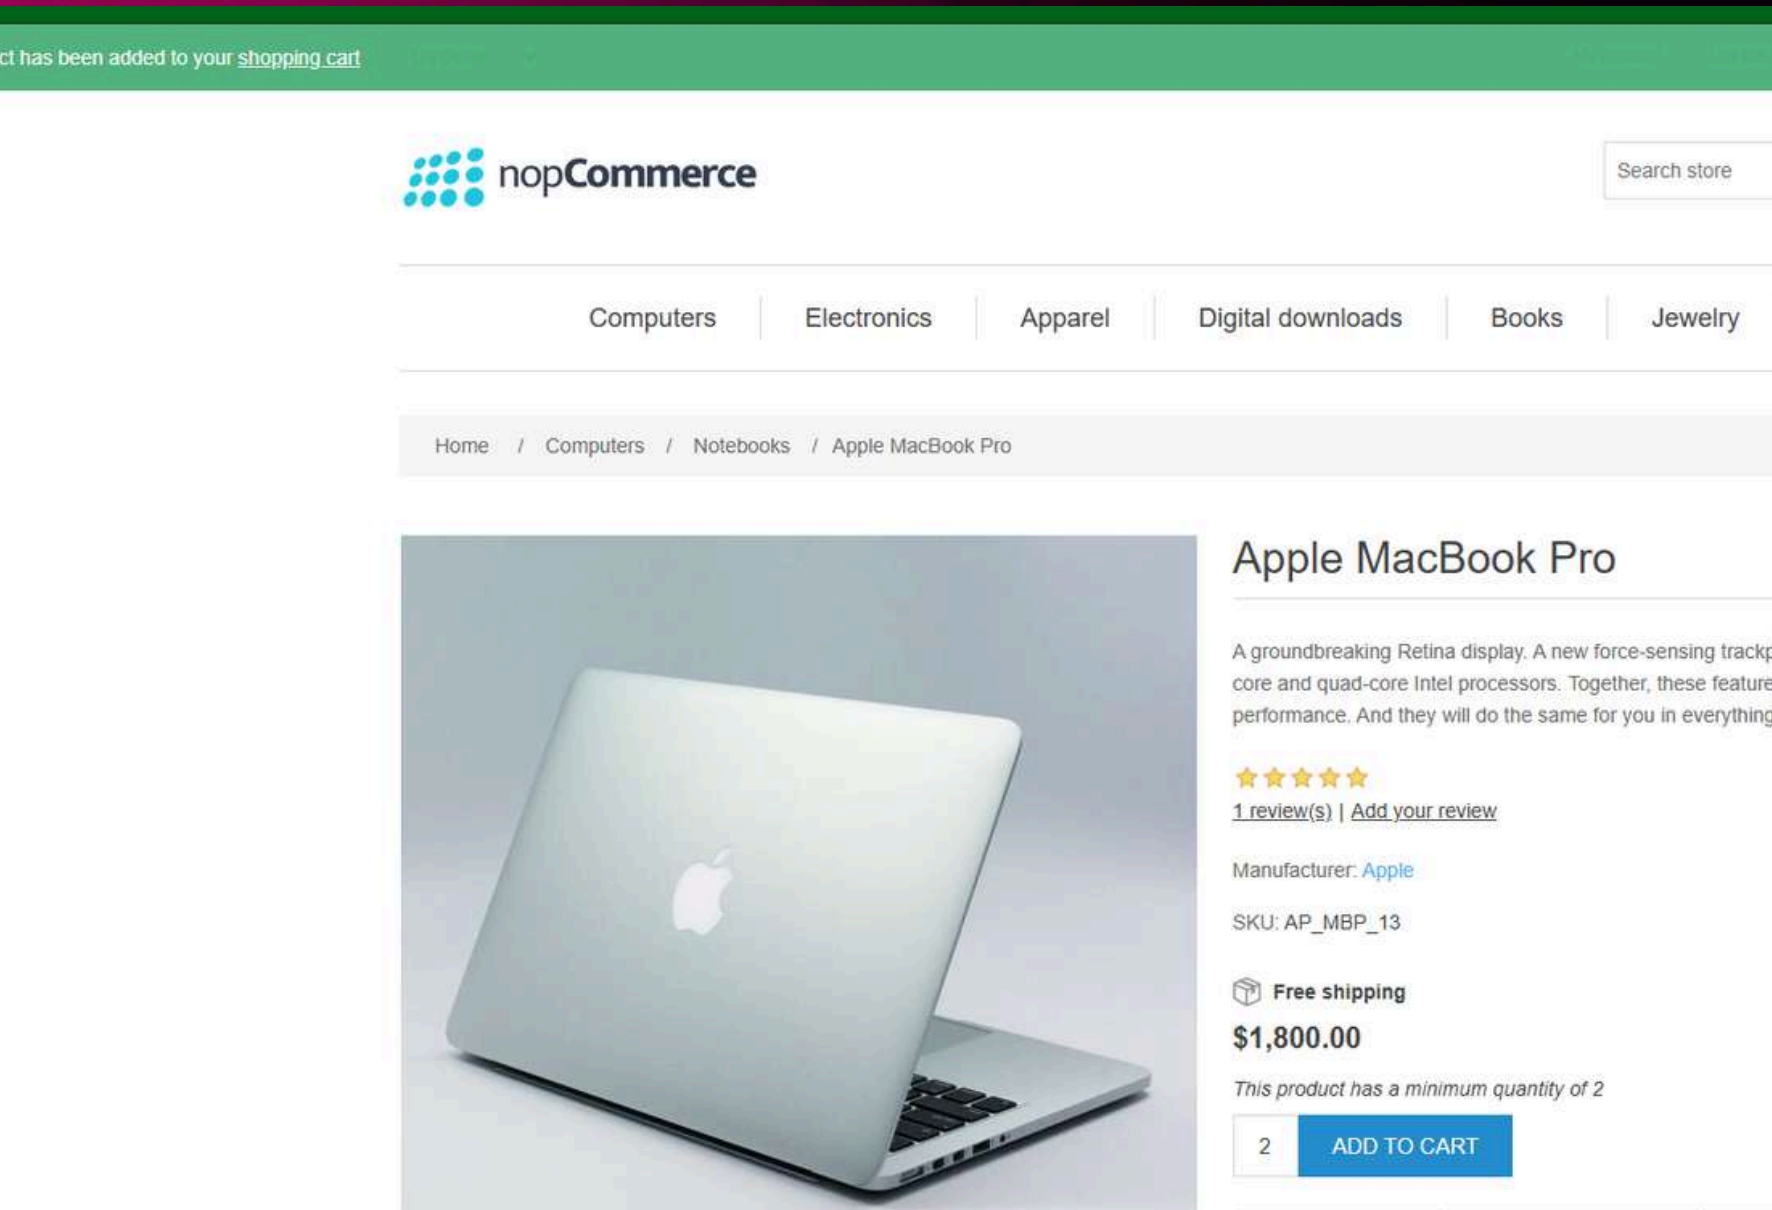 ct has been added to your shopping cart
nopCommerce
Search store
Computers Electronics Apparel Digital downloads Books Jewelry
Home / Computers / Notebooks / Apple MacBook Pro
Apple MacBook Pro
A groundbreaking Retina display. A new force-sensing trackp
core and quad-core Intel processors. Together, these feature
performance. And they will do the same for you in everything
1 review(s) | Add your review
Manufacturer: Apple
SKU: AP_MBP_13
Free shipping
$1,800.00
This product has a minimum quantity of 2
2 ADD TO CART